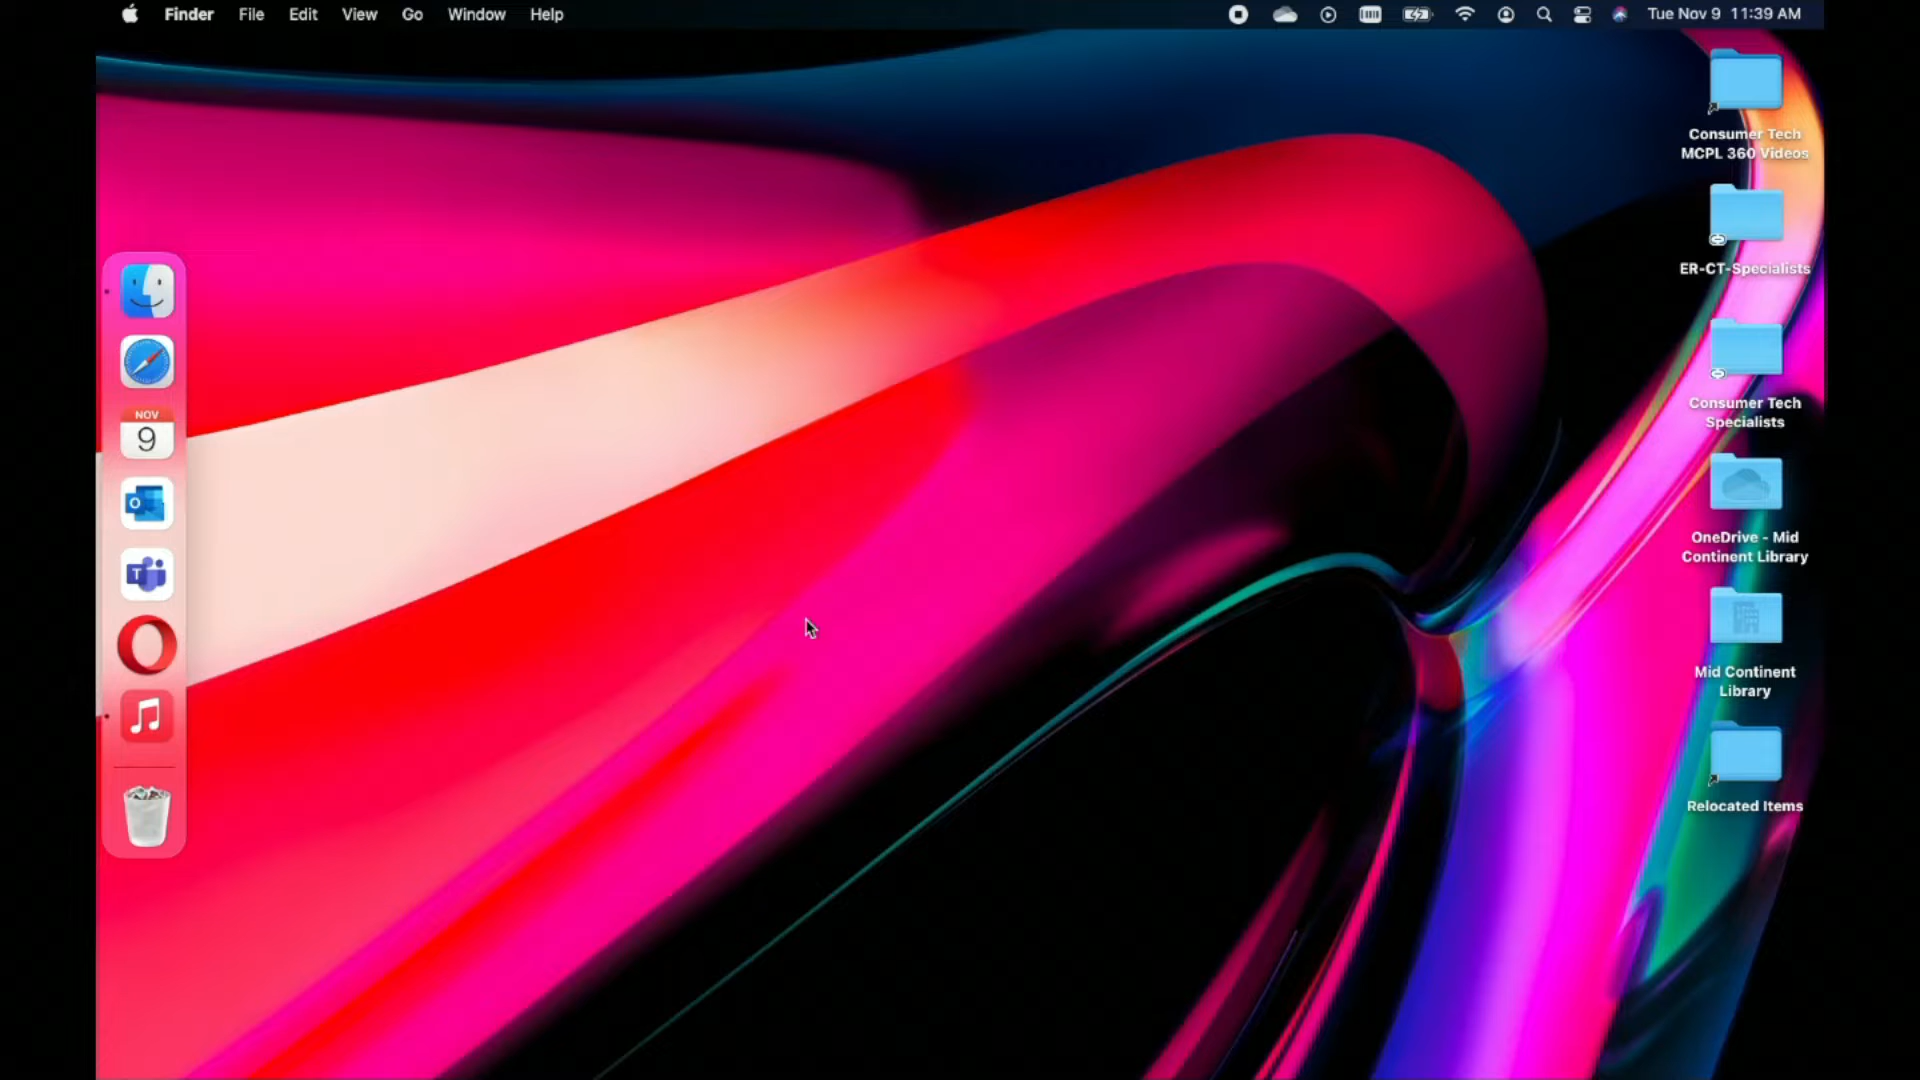 Finder File Edit View Go Window Help
Tue Nov 9 11:39 AM
Consumer Tech
MCPL 360 Videos
ER-CT-Specialists
Consumer Tech
Specialists
OneDrive - Mid
Continent Library
Mid Continent
Library
Relocated Items
NOV
9
O
T